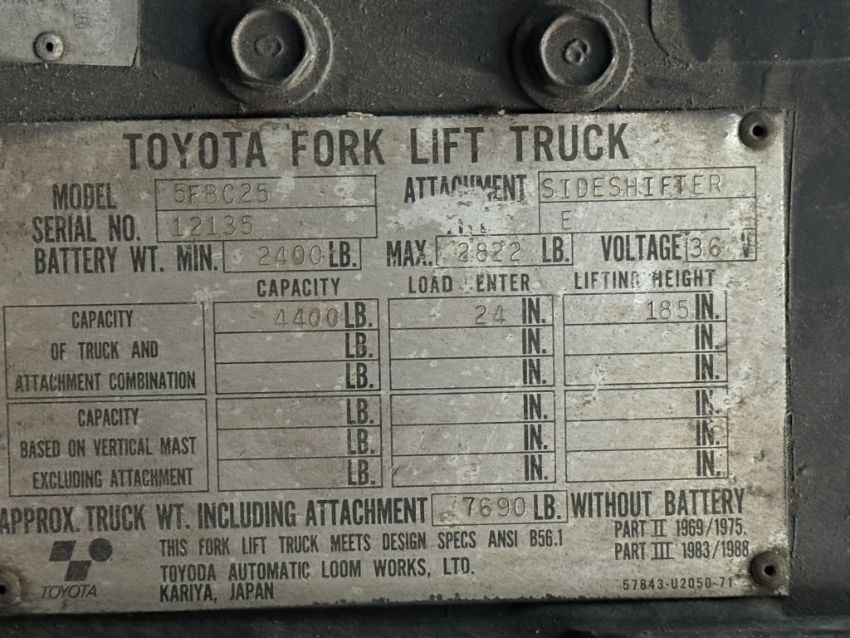 TOYOTA FORK LIFT TRUCK
MODEL 5FBC25 ATTACHMENT SIDESHIFTER
SERIAL NO. 12135 E
BATTERY WT. MIN. 2400 LB. MAX. 2822 LB. VOLTAGE 36 V
CAPACITY LOAD CENTER LIFTING HEIGHT
CAPACITY 4400 LB. 24 IN. 185 IN.
OF TRUCK AND LB. IN. IN.
ATTACHMENT COMBINATION LB. IN. IN.
CAPACITY LB. IN. IN.
BASED ON VERTICAL MAST LB. IN. IN.
EXCLUDING ATTACHMENT LB. IN. IN.
APPROX. TRUCK WT. INCLUDING ATTACHMENT 7690 LB. WITHOUT BATTERY
THIS FORK LIFT TRUCK MEETS DESIGN SPECS ANSI B56.1 PART II 1969/1975.
PART III 1983/1988
TOYODA AUTOMATIC LOOM WORKS, LTD.
TOYOTA KARIYA, JAPAN 57843-U2050-71